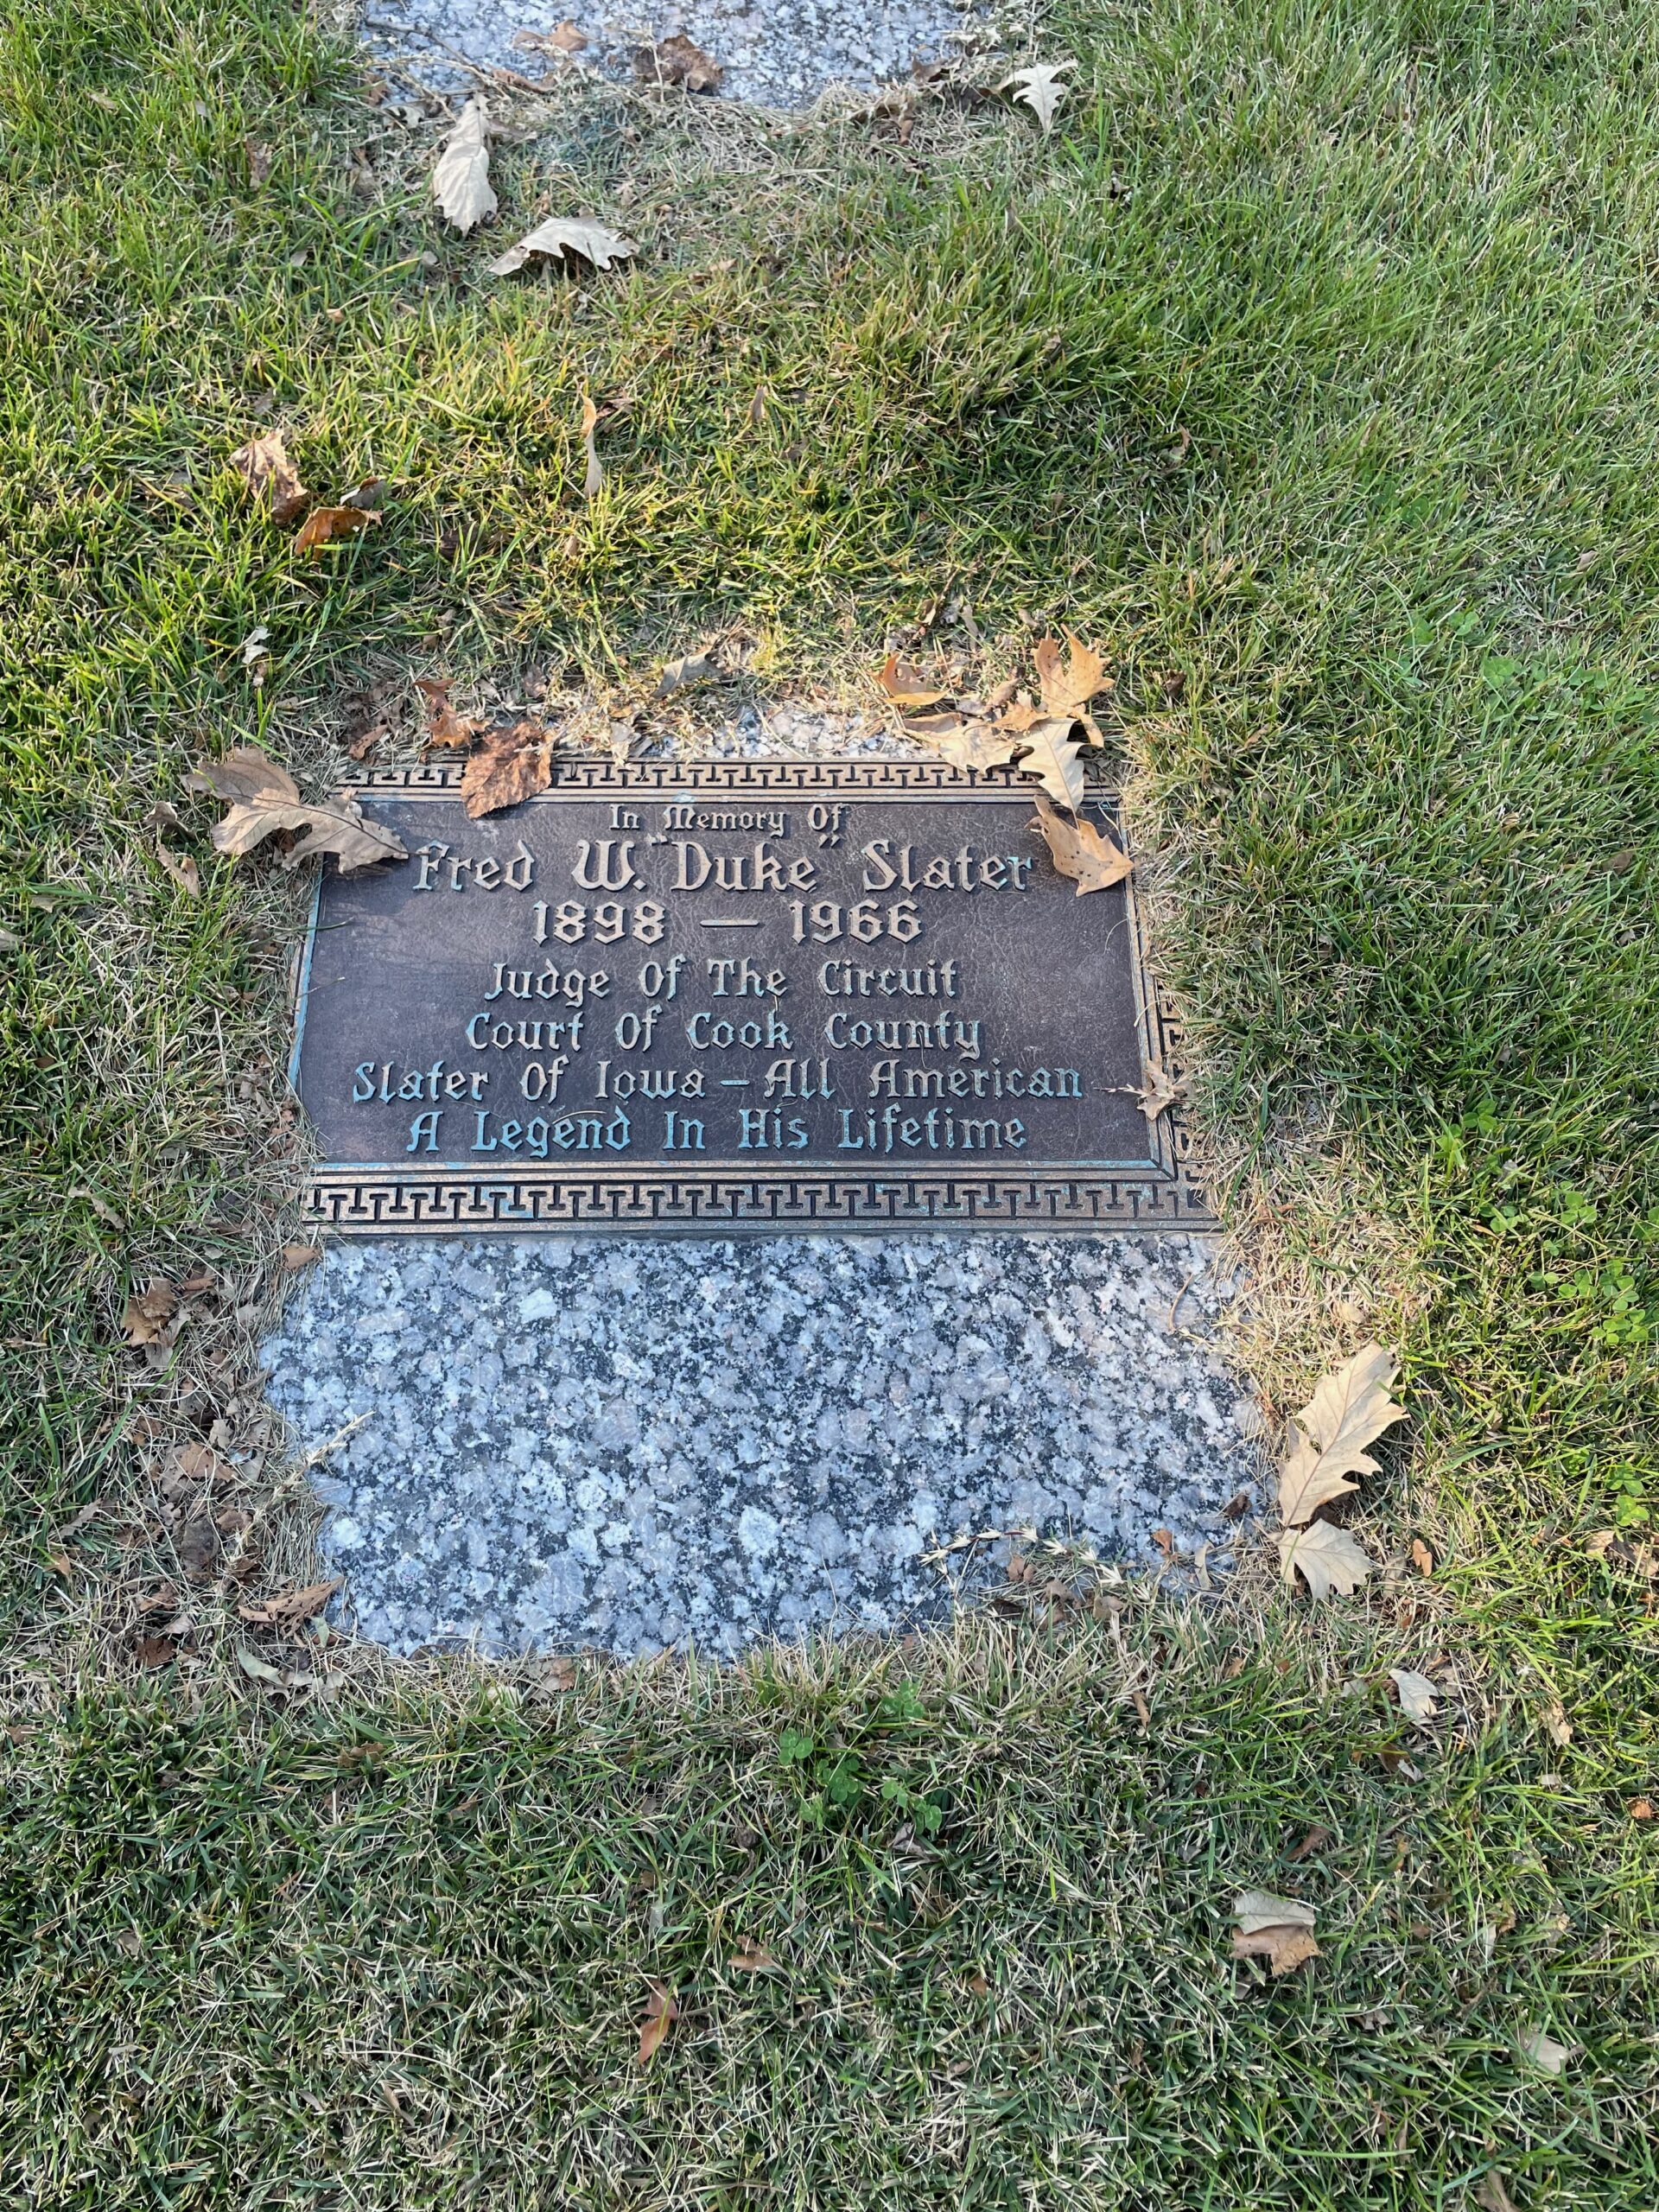 In Memory Of
Fred W. "Duke" Slater
1898 — 1966
Judge Of The Circuit
Court Of Cook County
Slater Of Iowa — All American
A Legend In His Lifetime